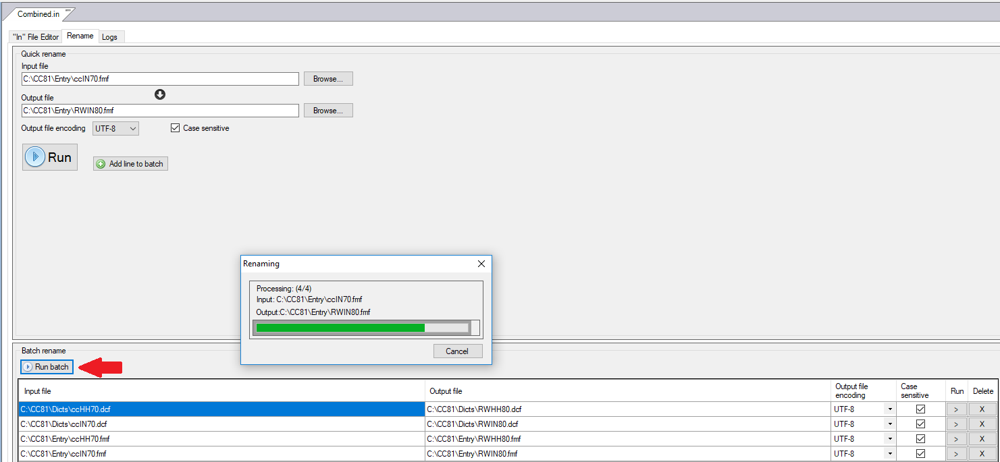 Combined.in
"In" File Editor Rename Logs
Quick rename
Input file
C:\CC81\Entry\ccIN70.fmf Browse...
Output file
C:\CC81\Entry\RWIN80.fmf Browse...
Output file encoding UTF-8 Case sensitive
Run Add line to batch
Renaming
Processing: (4/4)
Input: C:\CC81\Entry\ccIN70.fmf
Output:C:\CC81\Entry\RWIN80.fmf
Cancel
Batch rename
Run batch
Input file Output file Output file encoding Case sensitive Run Delete
C:\CC81\Dicts\ccHH70.dcf C:\CC81\Dicts\RWHH80.dcf UTF-8 > X
C:\CC81\Dicts\ccIN70.dcf C:\CC81\Dicts\RWIN80.dcf UTF-8 > X
C:\CC81\Entry\ccHH70.fmf C:\CC81\Entry\RWHH80.fmf UTF-8 > X
C:\CC81\Entry\ccIN70.fmf C:\CC81\Entry\RWIN80.fmf UTF-8 > X